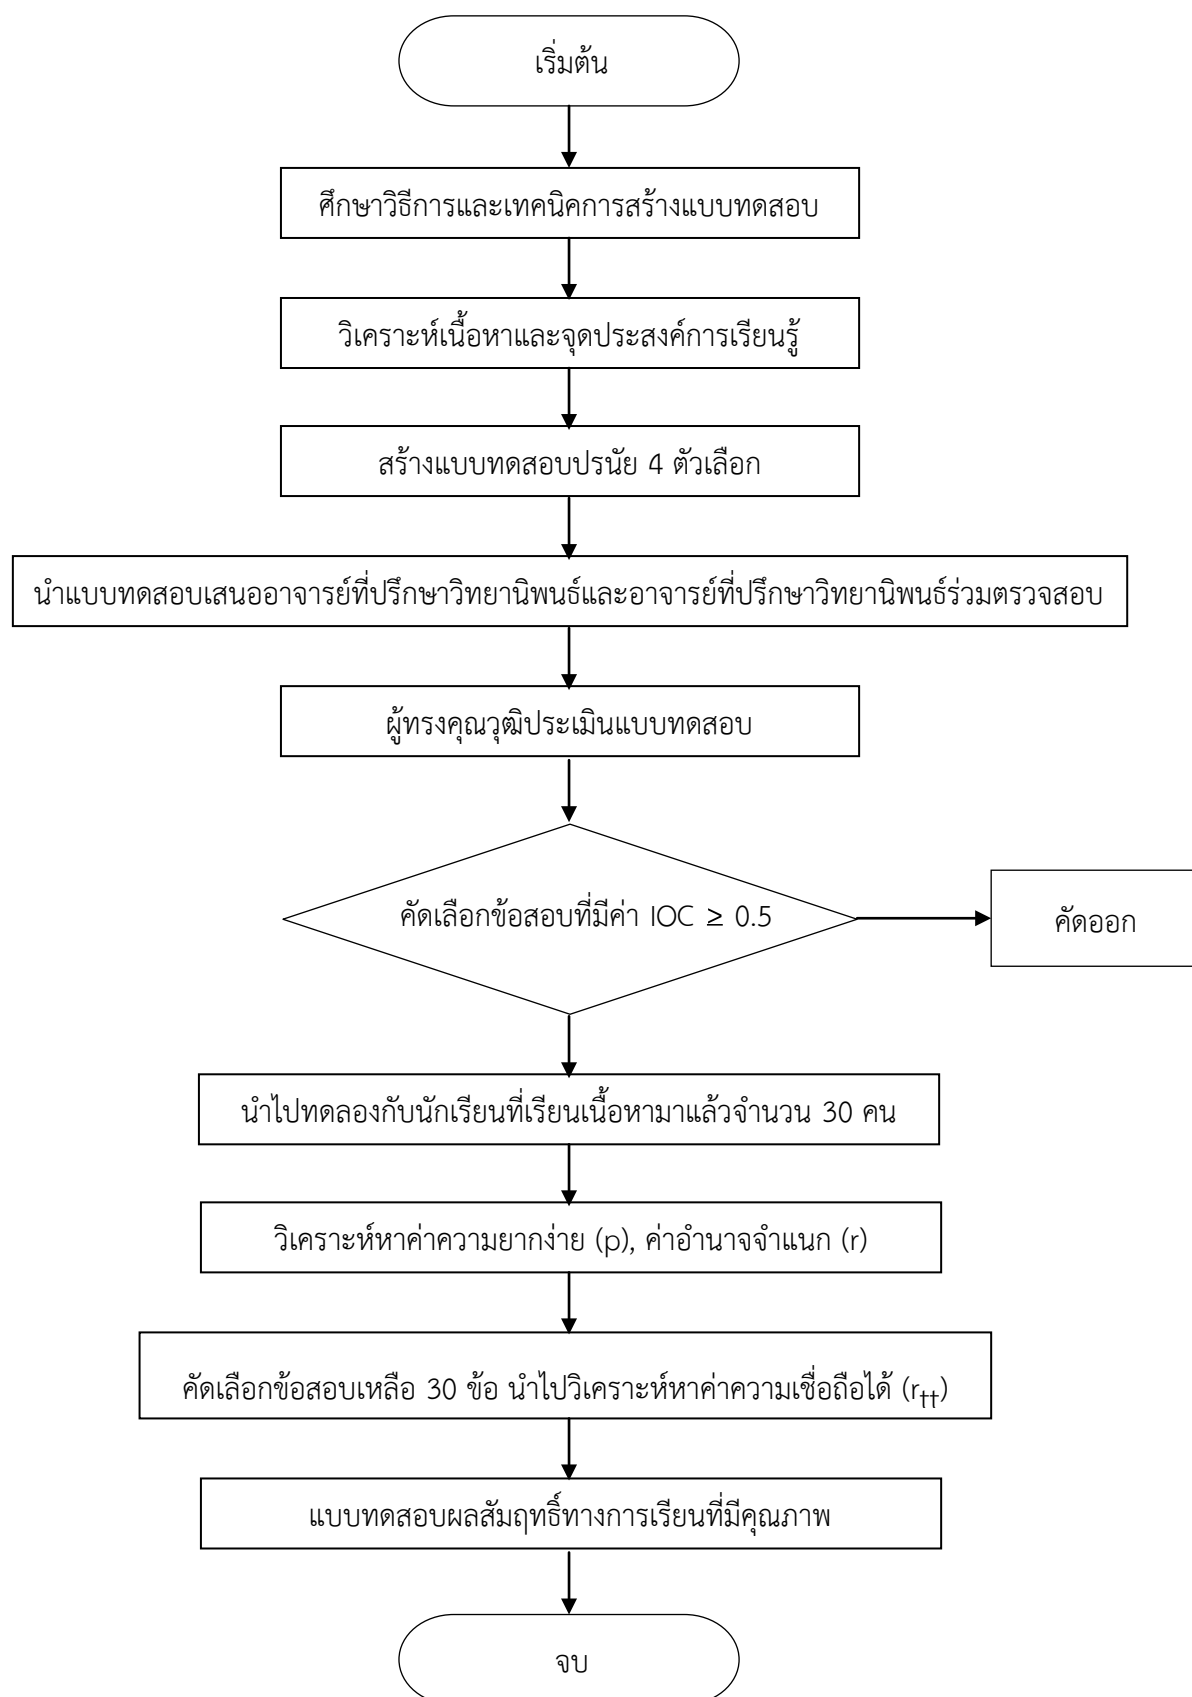 เริ่มต้น
ศึกษาวิธีการและเทคนิคการสร้างแบบทดสอบ
วิเคราะห์เนื้อหาและจุดประสงค์การเรียนรู้
สร้างแบบทดสอบปรนัย 4 ตัวเลือก
นำแบบทดสอบเสนออาจารย์ที่ปรึกษาวิทยานิพนธ์และอาจารย์ที่ปรึกษาวิทยานิพนธ์ร่วมตรวจสอบ
ผู้ทรงคุณวุฒิประเมินแบบทดสอบ
คัดเลือกข้อสอบที่มีค่า IOC ≥ 0.5
คัดออก
นำไปทดลองกับนักเรียนที่เรียนเนื้อหามาแล้วจำนวน 30 คน
วิเคราะห์หาค่าความยากง่าย (p), ค่าอำนาจจำแนก (r)
คัดเลือกข้อสอบเหลือ 30 ข้อ นำไปวิเคราะห์หาค่าความเชื่อถือได้ (rtt)
แบบทดสอบผลสัมฤทธิ์ทางการเรียนที่มีคุณภาพ
จบ